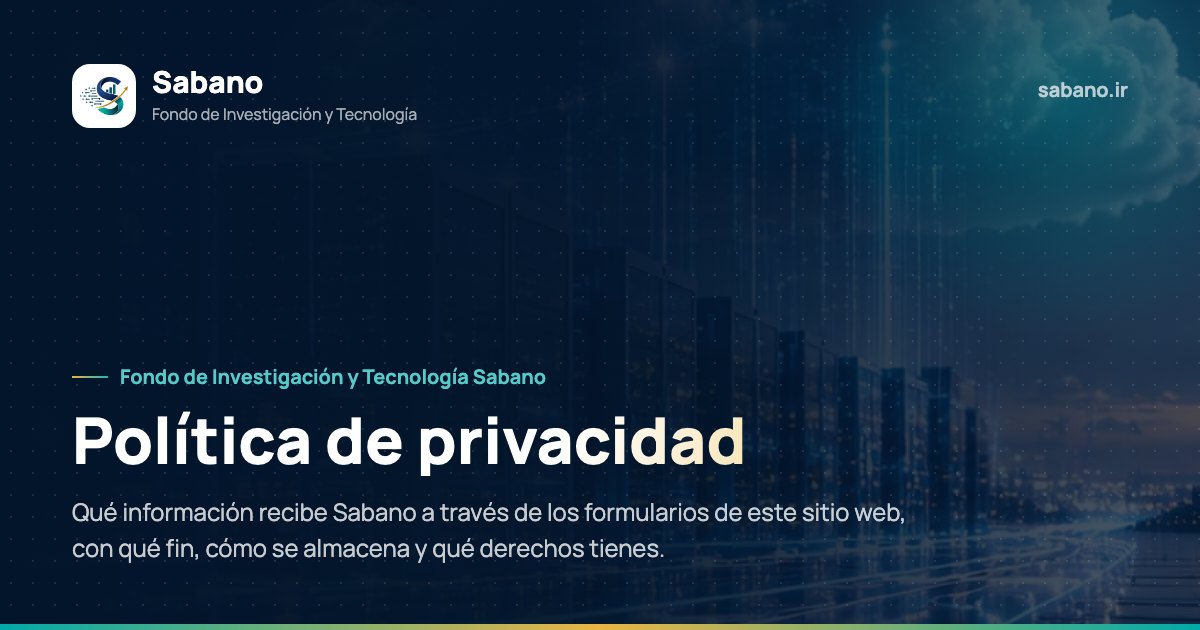 Sabano
Fondo de Investigación y Tecnología
sabano.ir
Fondo de Investigación y Tecnología Sabano
Política de privacidad
Qué información recibe Sabano a través de los formularios de este sitio web,
con qué fin, cómo se almacena y qué derechos tienes.